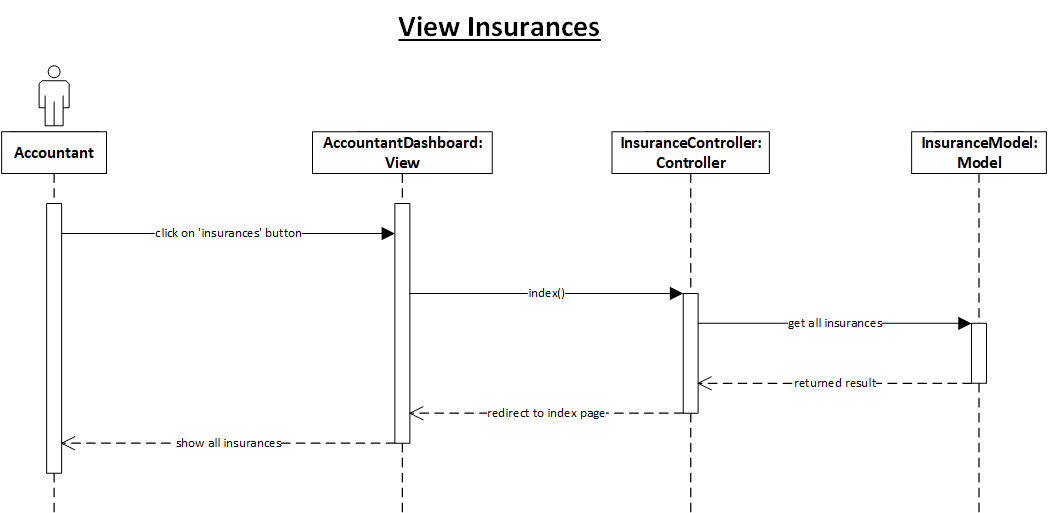 View Insurances
Accountant
AccountantDashboard:
View
InsuranceController:
Controller
InsuranceModel:
Model
click on 'insurances' button
index()
get all insurances
returned result
redirect to index page
show all insurances